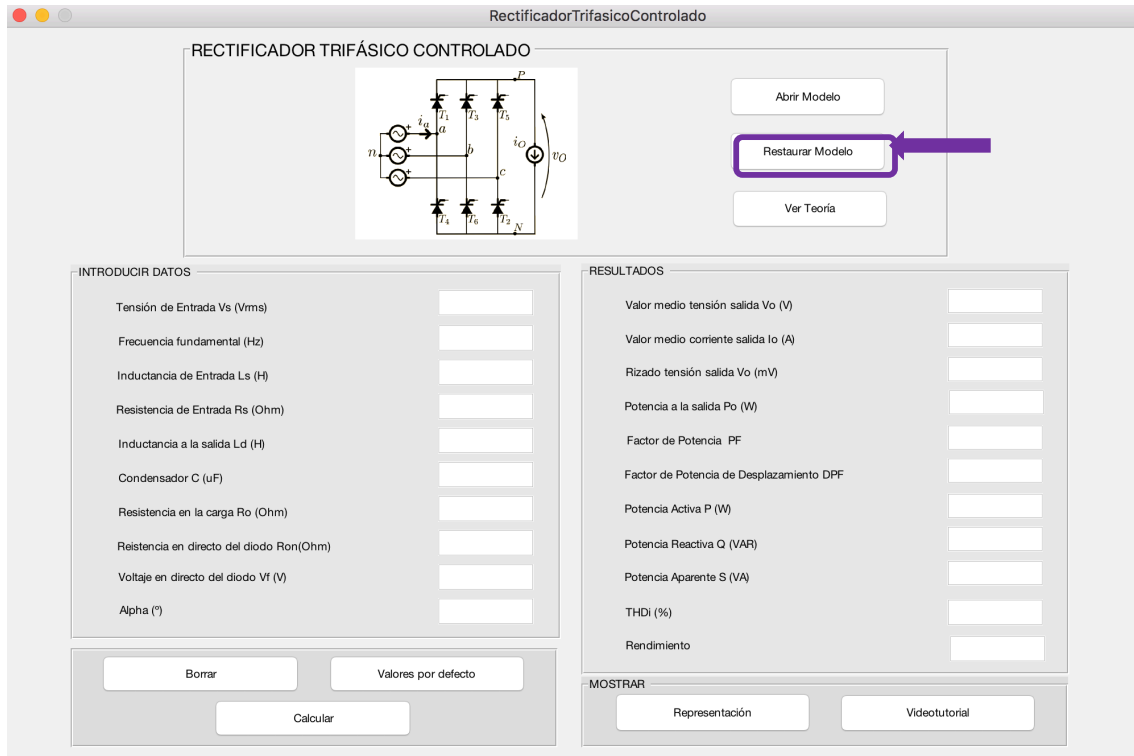 RectificadorTrifasicoControlado
RECTIFICADOR TRIFÁSICO CONTROLADO
P
T1 T3 T5
ia a
n b iO vO
c
T4 T6 T2
N
Abrir Modelo
Restaurar Modelo
Ver Teoría
INTRODUCIR DATOS
Tensión de Entrada Vs (Vrms)
Frecuencia fundamental (Hz)
Inductancia de Entrada Ls (H)
Resistencia de Entrada Rs (Ohm)
Inductancia a la salida Ld (H)
Condensador C (uF)
Resistencia en la carga Ro (Ohm)
Reistencia en directo del diodo Ron(Ohm)
Voltaje en directo del diodo Vf (V)
Alpha (º)
Borrar
Valores por defecto
Calcular
RESULTADOS
Valor medio tensión salida Vo (V)
Valor medio corriente salida Io (A)
Rizado tensión salida Vo (mV)
Potencia a la salida Po (W)
Factor de Potencia PF
Factor de Potencia de Desplazamiento DPF
Potencia Activa P (W)
Potencia Reactiva Q (VAR)
Potencia Aparente S (VA)
THDi (%)
Rendimiento
MOSTRAR
Representación
Videotutorial